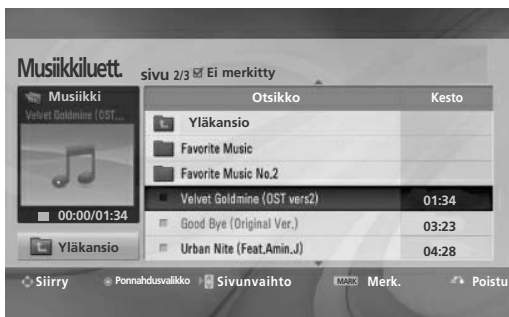 Musiikkiluett. sivu 2/3 Ei merkitty
Musiikki
Velvet Goldmine (OST...
00:00/01:34
Yläkansio
Otsikko Kesto
Yläkansio
Favorite Music
Favorite Music No.2
Velvet Goldmine (OST vers2) 01:34
Good Bye (Original Ver.) 03:23
Urban Nite (Feat.Amin.J) 04:28
Siirry Ponnahdusvalikko Sivunvaihto MARK Merk. Poistu